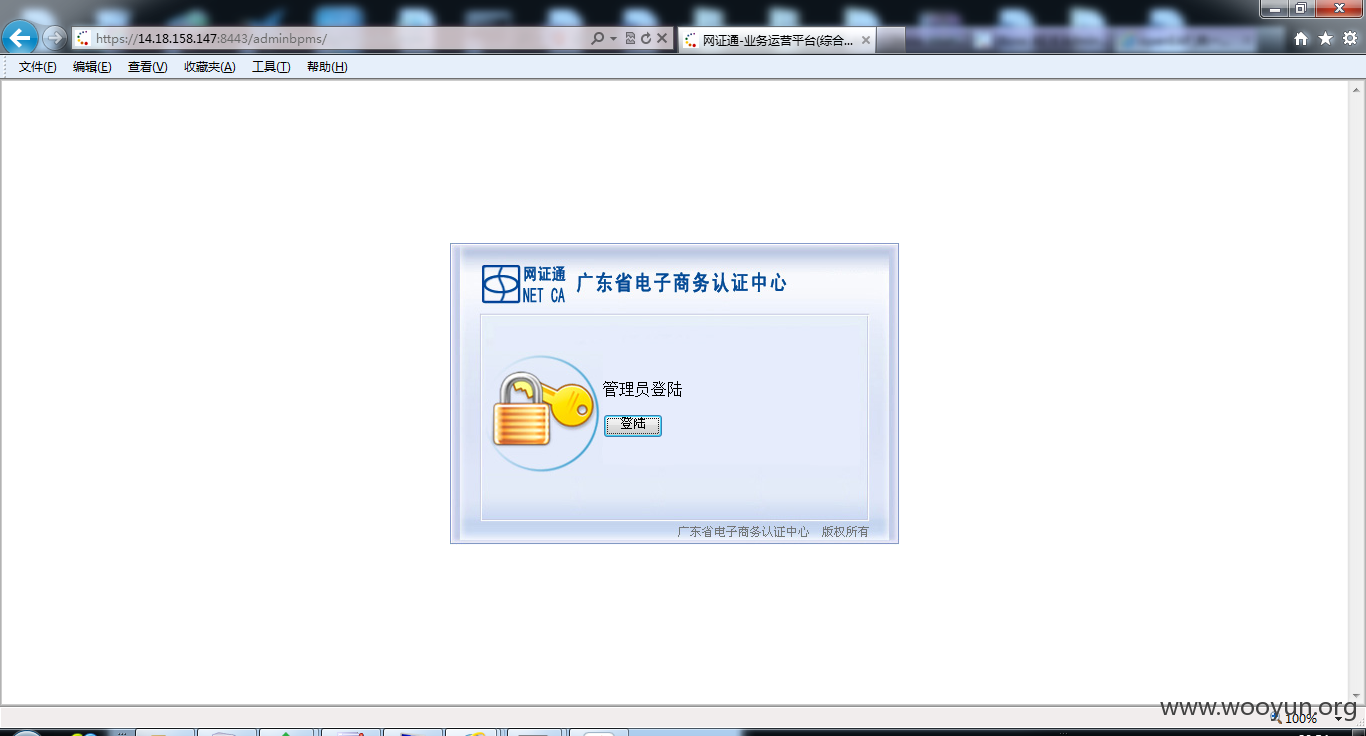 https://14.18.158.147:8443/adminbpms/
网证通-业务运营平台(综合...
文件(F) 编辑(E) 查看(V) 收藏夹(A) 工具(T) 帮助(H)
网证通
NET CA
广东省电子商务认证中心
管理员登陆
登陆
广东省电子商务认证中心 版权所有
www.wooyun.org
100%